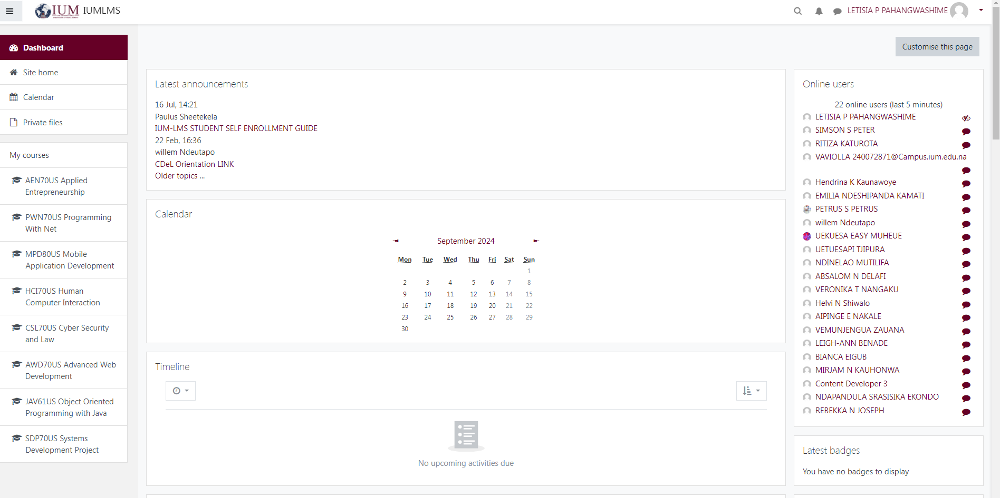 IUM
THE INTERNATIONAL
UNIVERSITY OF MANAGEMENT
IUMLMS
LETISIA P PAHANGWASHIME
Dashboard
Site home
Calendar
Private files
My courses
AEN70US Applied
Entrepreneurship
PWN70US Programming
With Net
MPD80US Mobile
Application Development
HCI70US Human
Computer Interaction
CSL70US Cyber Security
and Law
AWD70US Advanced Web
Development
JAV61US Object Oriented
Programming with Java
SDP70US Systems
Development Project
Customise this page
Latest announcements
16 Jul, 14:21
Paulus Sheetekela
IUM-LMS STUDENT SELF ENROLLMENT GUIDE
22 Feb, 16:36
willem Ndeutapo
CDeL Orientation LINK
Older topics ...
Calendar
September 2024
Mon Tue Wed Thu Fri Sat Sun
1
2 3 4 5 6 7 8
9 10 11 12 13 14 15
16 17 18 19 20 21 22
23 24 25 26 27 28 29
30
Timeline
No upcoming activities due
Online users
22 online users (last 5 minutes)
LETISIA P PAHANGWASHIME
SIMSON S PETER
RITIZA KATUROTA
VAVIOLLA 240072871@Campus.ium.edu.na
Hendrina K Kaunawoye
EMILIA NDESHIPANDA KAMATI
PETRUS S PETRUS
willem Ndeutapo
UEKUESA EASY MUHEUE
UETUESAPI TJIPURA
NDINELAO MUTILIFA
ABSALOM N DELAFI
VERONIKA T NANGAKU
Helvi N Shiwalo
AIPINGE E NAKALE
VEMUNJENGUA ZAUANA
LEIGH-ANN BENADE
BIANCA EIGUB
MIRJAM N KAUHONWA
Content Developer 3
NDAPANDULA SRASISIKA EKONDO
REBEKKA N JOSEPH
Latest badges
You have no badges to display